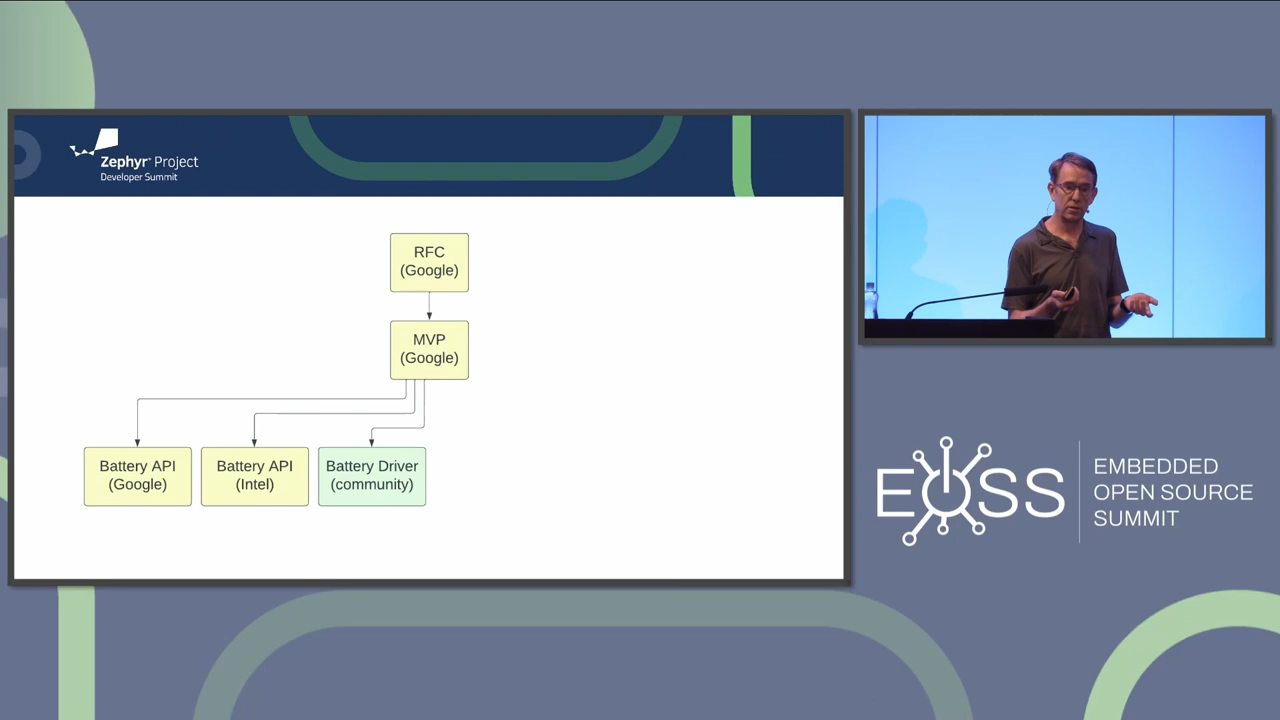 Zephyr® Project
Developer Summit
RFC
(Google)
MVP
(Google)
Battery API
(Google)
Battery API
(Intel)
Battery Driver
(community)
EOSS
EMBEDDED
OPEN SOURCE
SUMMIT